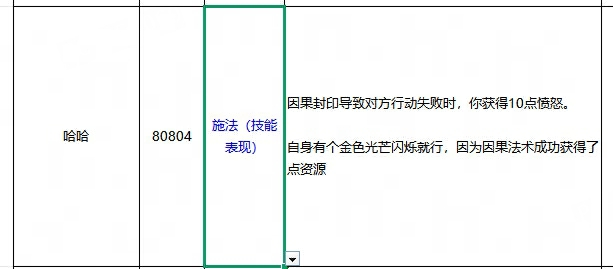 哈哈
80804
施法（技能
表现）
因果封印导致对方行动失败时，你获得10点愤怒。
自身有个金色光芒闪烁就行，因为因果法术成功获得了
点资源